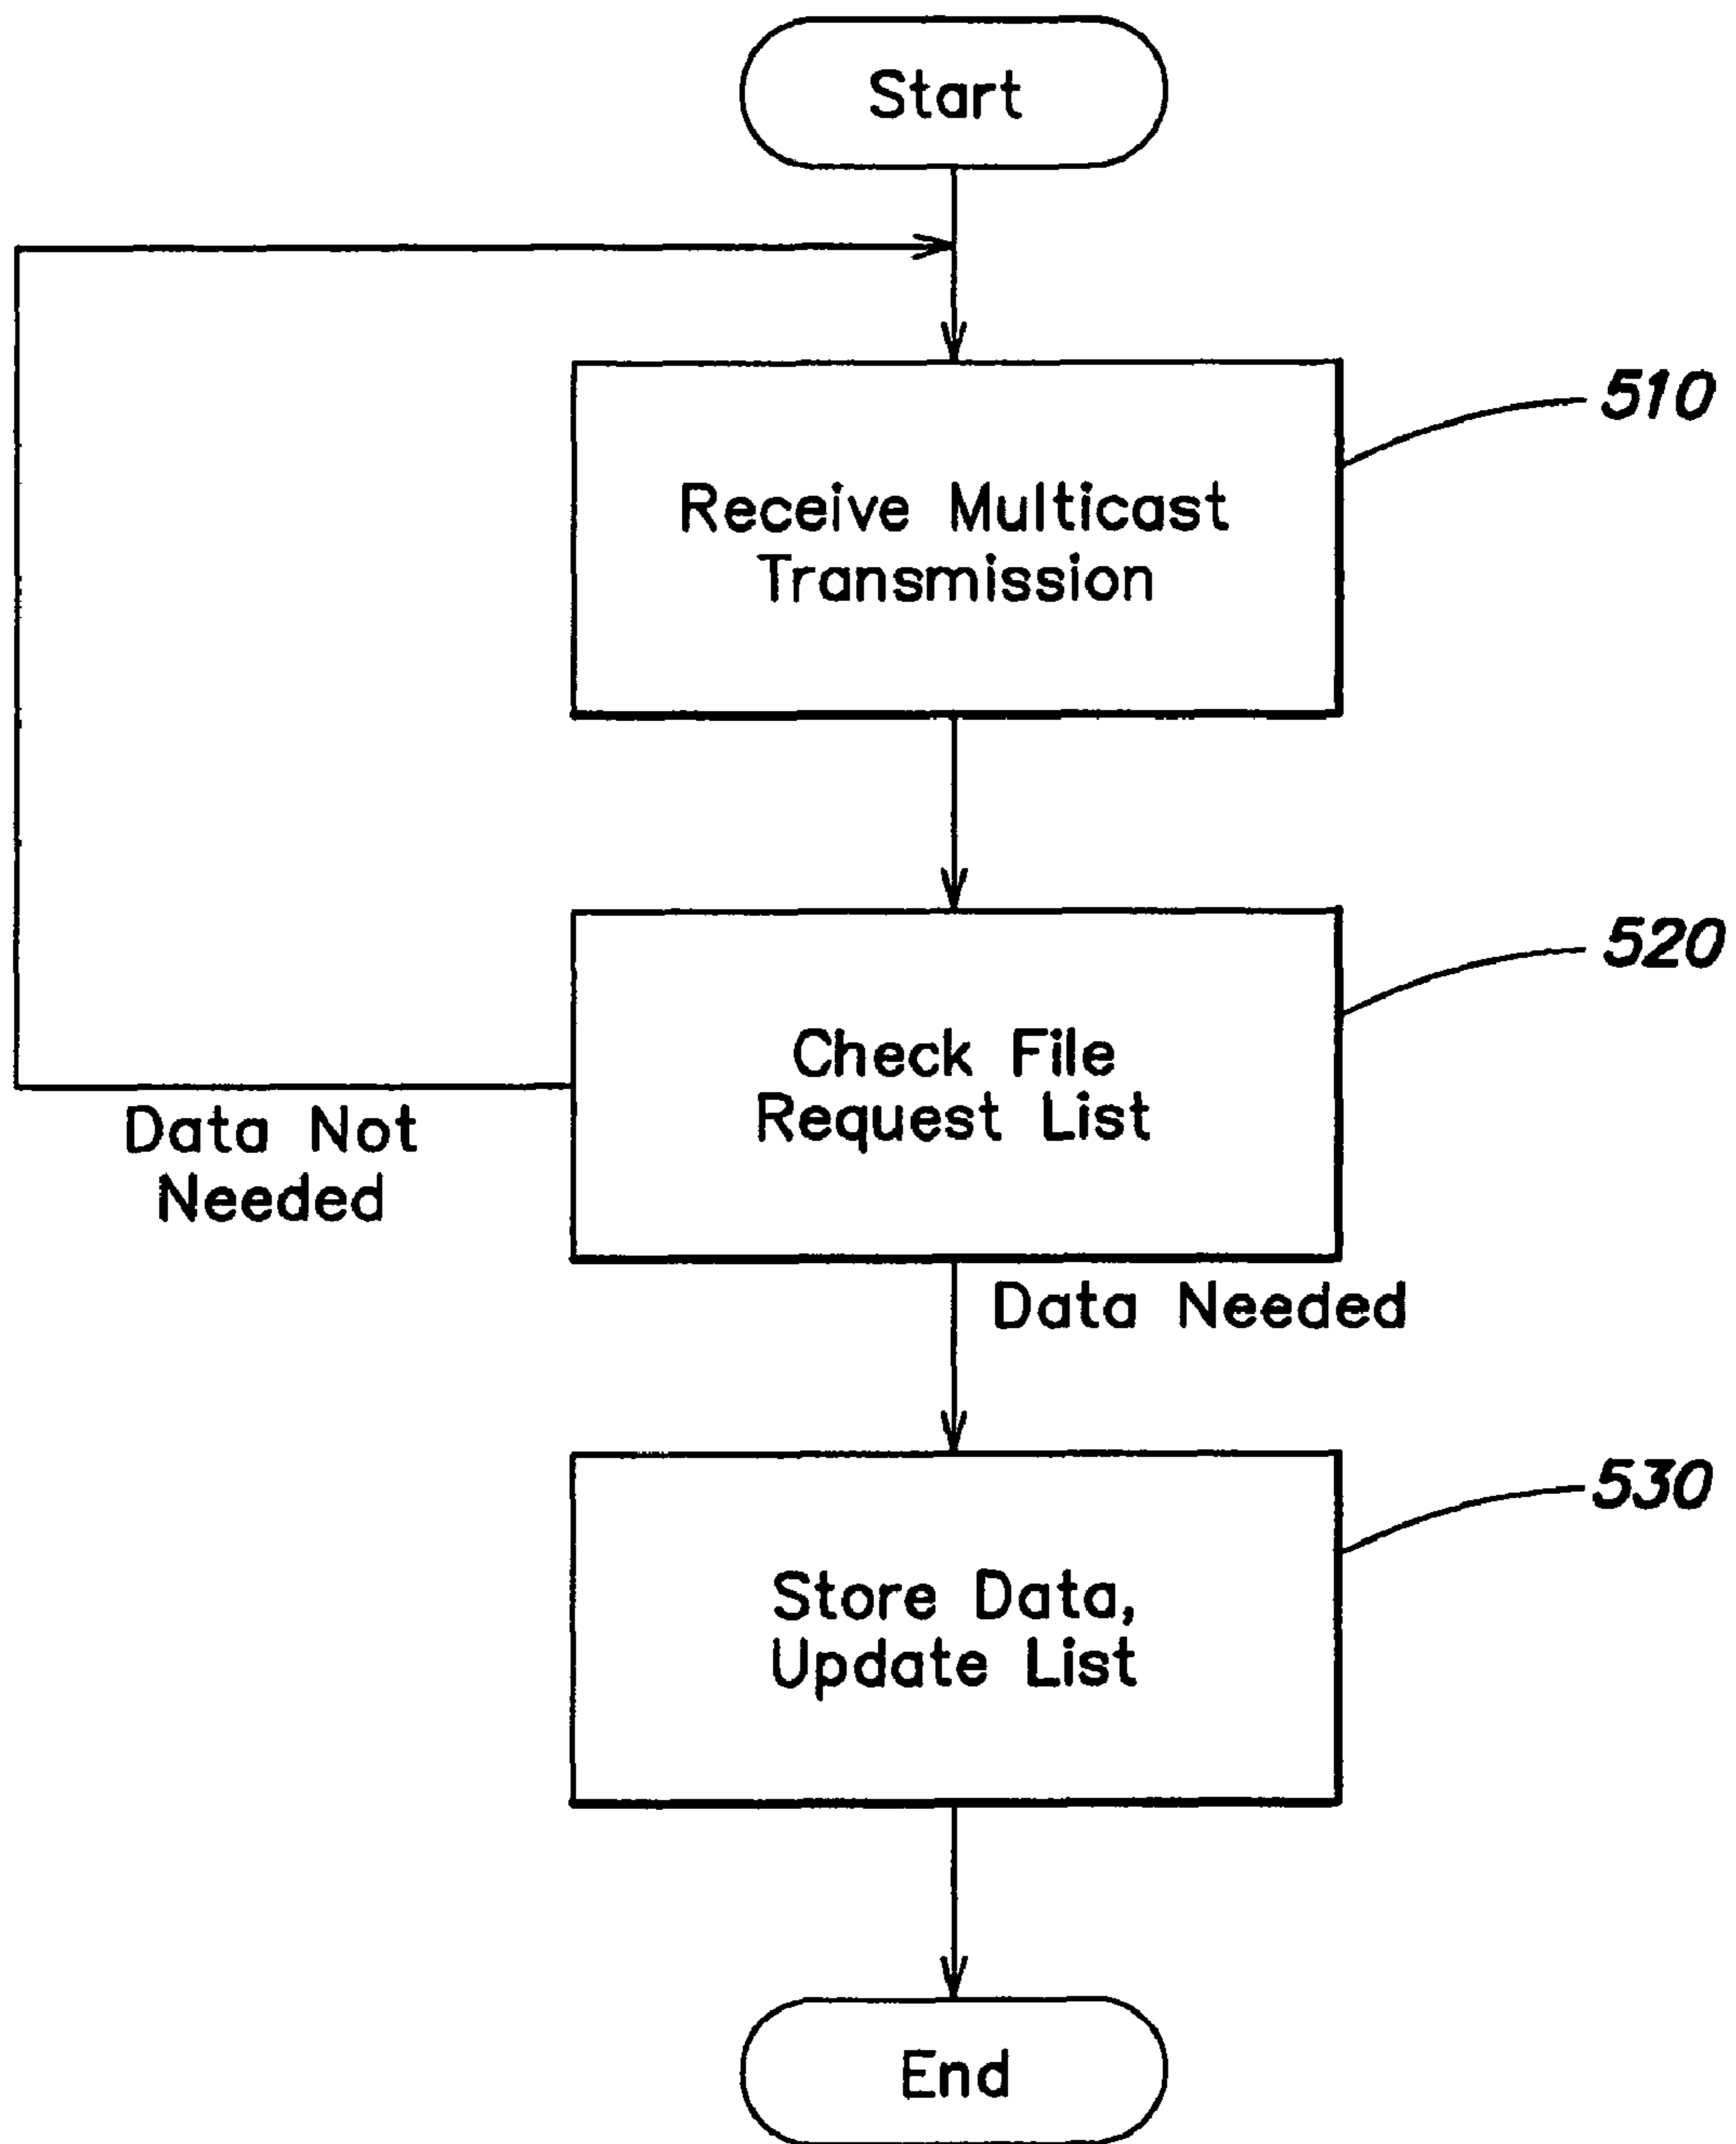 Start
510
Receive Multicast
Transmission
520
Check File
Request List
Data Not
Needed
Data Needed
530
Store Data,
Update List
End